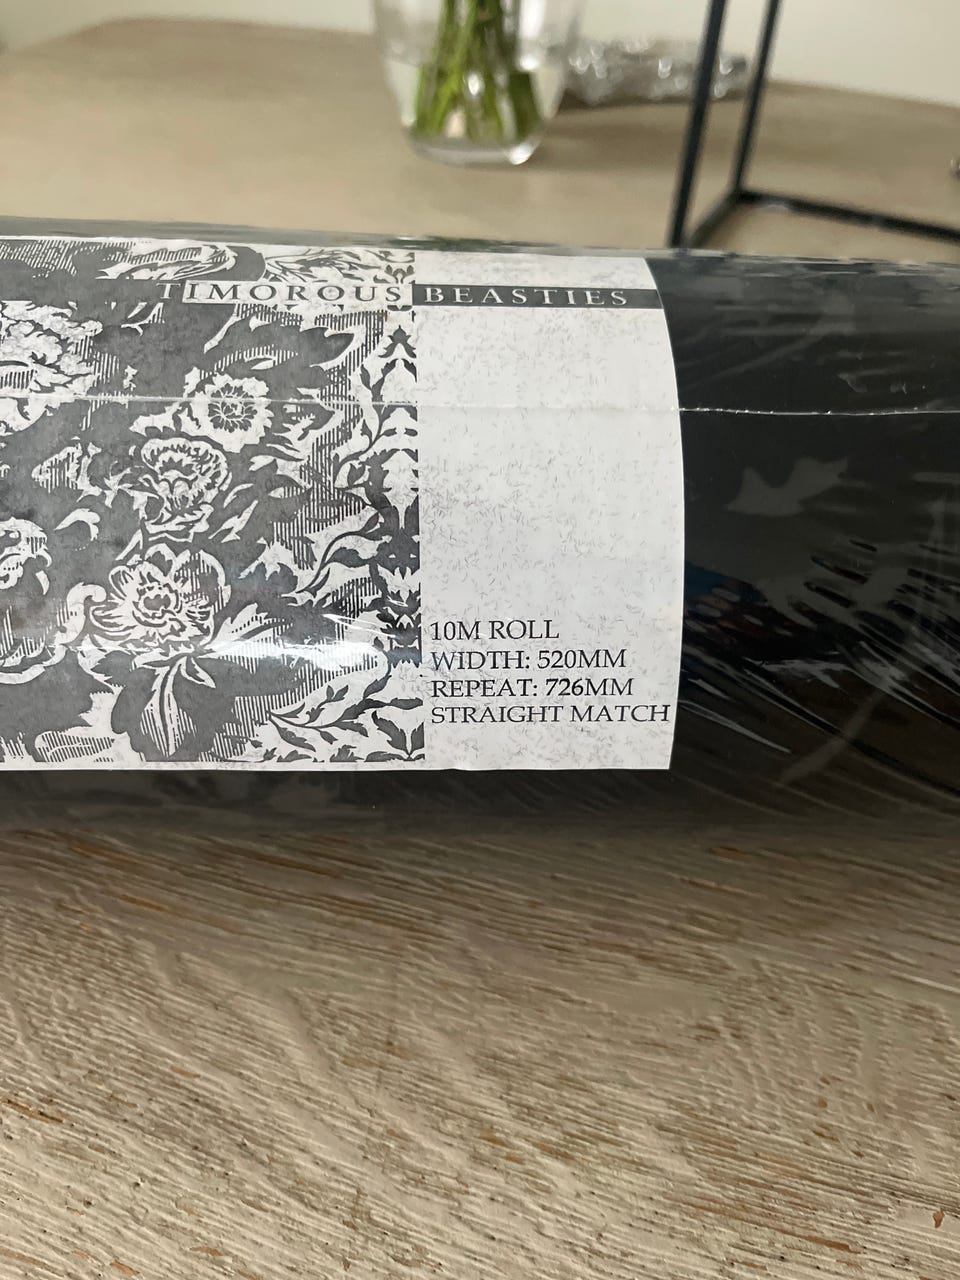 TIMOROUS BEASTIES
10M ROLL
WIDTH: 520MM
REPEAT: 726MM
STRAIGHT MATCH